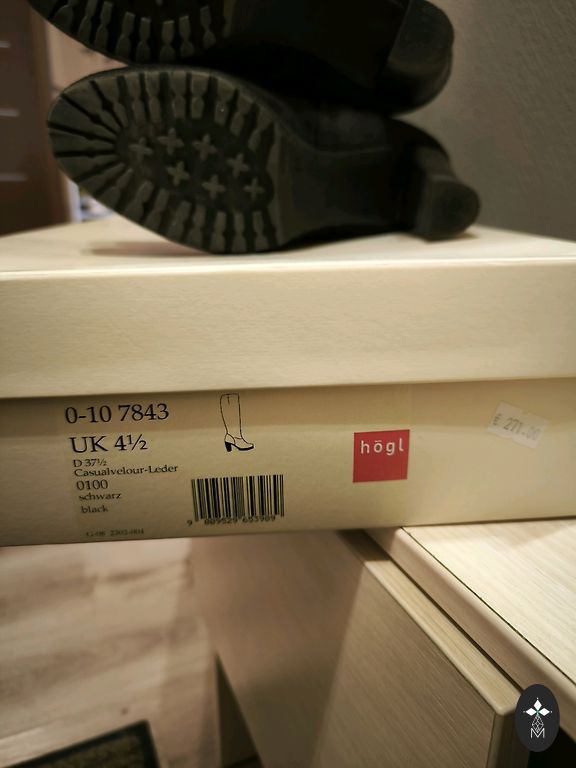 0-10 7843
UK 4½
D 37½
Casualvelour-Leder
0100
schwarz
black
högl
M